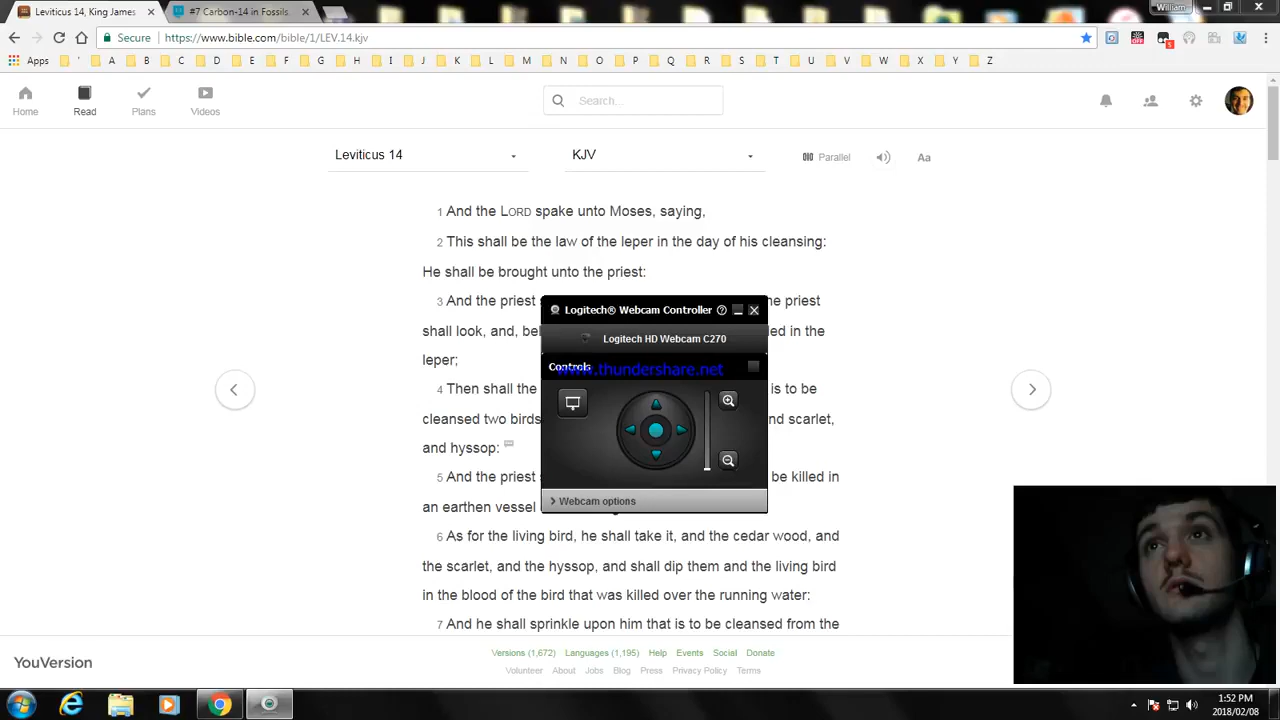 Leviticus 14, King James
#7 Carbon-14 in Fossils
William
Secure
https://www.bible.com/bible/1/LEV.14.kjv
Apps ' A B C D E F G H I J K L M N O P Q R S T U V W X Y Z
Home
Read
Plans
Videos
Search...
Leviticus 14
KJV
Parallel
Aa
1 And the LORD spake unto Moses, saying,
2 This shall be the law of the leper in the day of his cleansing:
He shall be brought unto the priest:
3 And the priest the priest
shall look, and, in the
leper;
4 Then shall the is to be
cleansed two birds scarlet,
and hyssop:
5 And the priest be killed in
an earthen vessel
6 As for the living bird, he shall take it, and the cedar wood, and
the scarlet, and the hyssop, and shall dip them and the living bird
in the blood of the bird that was killed over the running water:
7 And he shall sprinkle upon him that is to be cleansed from the
Logitech® Webcam Controller
Logitech HD Webcam C270
Controls
www.thundershare.net
Webcam options
YouVersion
Versions (1,672) Languages (1,195) Help Events Social Donate
Volunteer About Jobs Blog Press Privacy Policy Terms
OFF
5
1:52 PM
2018/02/08